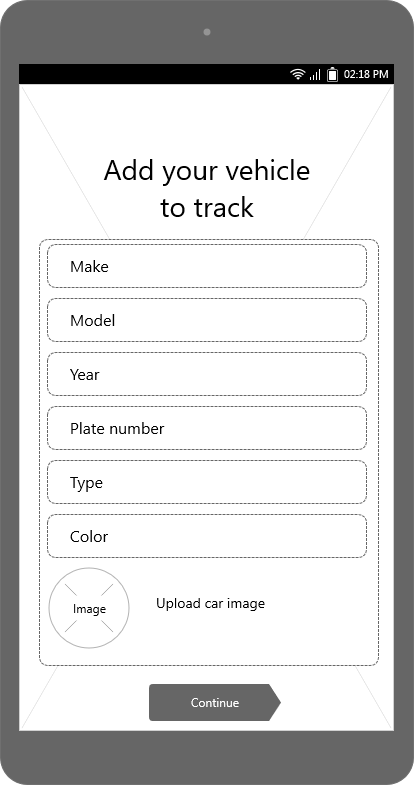 02:18 PM
Add your vehicle
to track
Make
Model
Year
Plate number
Type
Color
Image
Upload car image
Continue